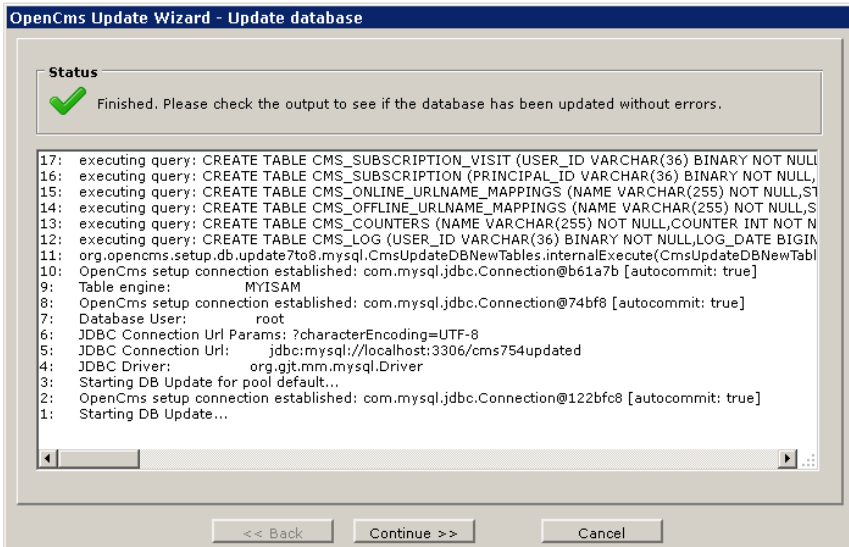 OpenCms Update Wizard - Update database
Status
Finished. Please check the output to see if the database has been updated without errors.
17: executing query: CREATE TABLE CMS_SUBSCRIPTION_VISIT (USER_ID VARCHAR(36) BINARY NOT NULL
16: executing query: CREATE TABLE CMS_SUBSCRIPTION (PRINCIPAL_ID VARCHAR(36) BINARY NOT NULL,
15: executing query: CREATE TABLE CMS_ONLINE_URLNAME_MAPPINGS (NAME VARCHAR(255) NOT NULL,ST
14: executing query: CREATE TABLE CMS_OFFLINE_URLNAME_MAPPINGS (NAME VARCHAR(255) NOT NULL,S
13: executing query: CREATE TABLE CMS_COUNTERS (NAME VARCHAR(255) NOT NULL,COUNTER INT NOT N
12: executing query: CREATE TABLE CMS_LOG (USER_ID VARCHAR(36) BINARY NOT NULL,LOG_DATE BIGIN
11: org.opencms.setup.db.update7to8.mysql.CmsUpdateDBNewTables.internalExecute(CmsUpdateDBNewTabl
10: OpenCms setup connection established: com.mysql.jdbc.Connection@b61a7b [autocommit: true]
9: Table engine: MYISAM
8: OpenCms setup connection established: com.mysql.jdbc.Connection@74bf8 [autocommit: true]
7: Database User: root
6: JDBC Connection Url Params: ?characterEncoding=UTF-8
5: JDBC Connection Url: jdbc:mysql://localhost:3306/cms754updated
4: JDBC Driver: org.gjt.mm.mysql.Driver
3: Starting DB Update for pool default...
2: OpenCms setup connection established: com.mysql.jdbc.Connection@122bfc8 [autocommit: true]
1: Starting DB Update...
<< Back Continue >> Cancel